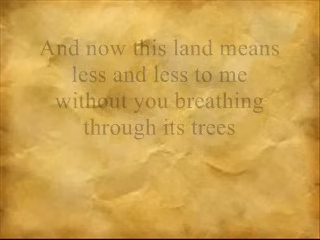 And now this land means
less and less to me
without you breathing
through its trees